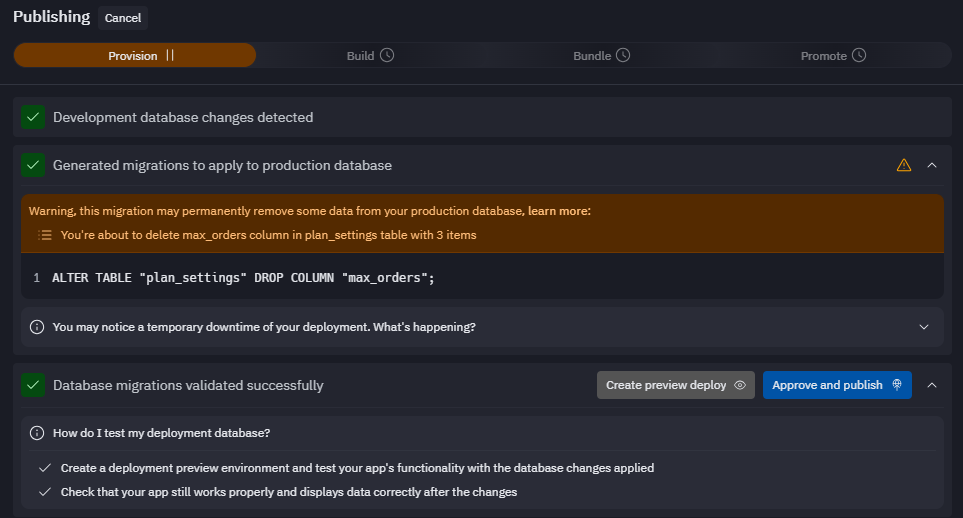 Publishing Cancel
Provision Build Bundle Promote
Development database changes detected
Generated migrations to apply to production database
Warning, this migration may permanently remove some data from your production database, learn more:
You're about to delete max_orders column in plan_settings table with 3 items
1 ALTER TABLE "plan_settings" DROP COLUMN "max_orders";
You may notice a temporary downtime of your deployment. What's happening?
Database migrations validated successfully Create preview deploy Approve and publish
How do I test my deployment database?
Create a deployment preview environment and test your app's functionality with the database changes applied
Check that your app still works properly and displays data correctly after the changes